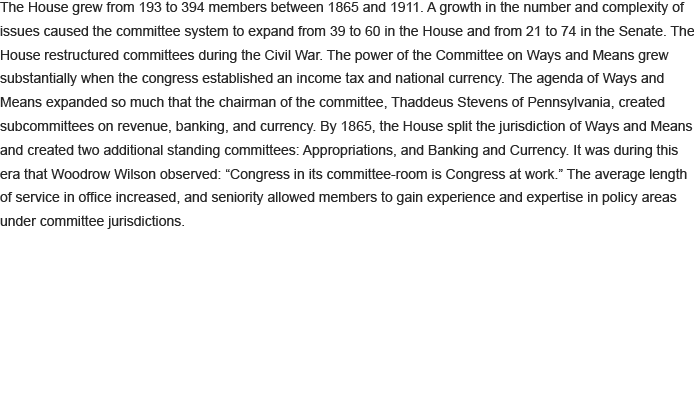 The House grew from 193 to 394 members between 1865 and 1911. A growth in the number and complexity of
issues caused the committee system to expand from 39 to 60 in the House and from 21 to 74 in the Senate. The
House restructured committees during the Civil War. The power of the Committee on Ways and Means grew
substantially when the congress established an income tax and national currency. The agenda of Ways and
Means expanded so much that the chairman of the committee, Thaddeus Stevens of Pennsylvania, created
subcommittees on revenue, banking, and currency. By 1865, the House split the jurisdiction of Ways and Means
and created two additional standing committees: Appropriations, and Banking and Currency. It was during this
era that Woodrow Wilson observed: “Congress in its committee-room is Congress at work.” The average length
of service in office increased, and seniority allowed members to gain experience and expertise in policy areas
under committee jurisdictions.